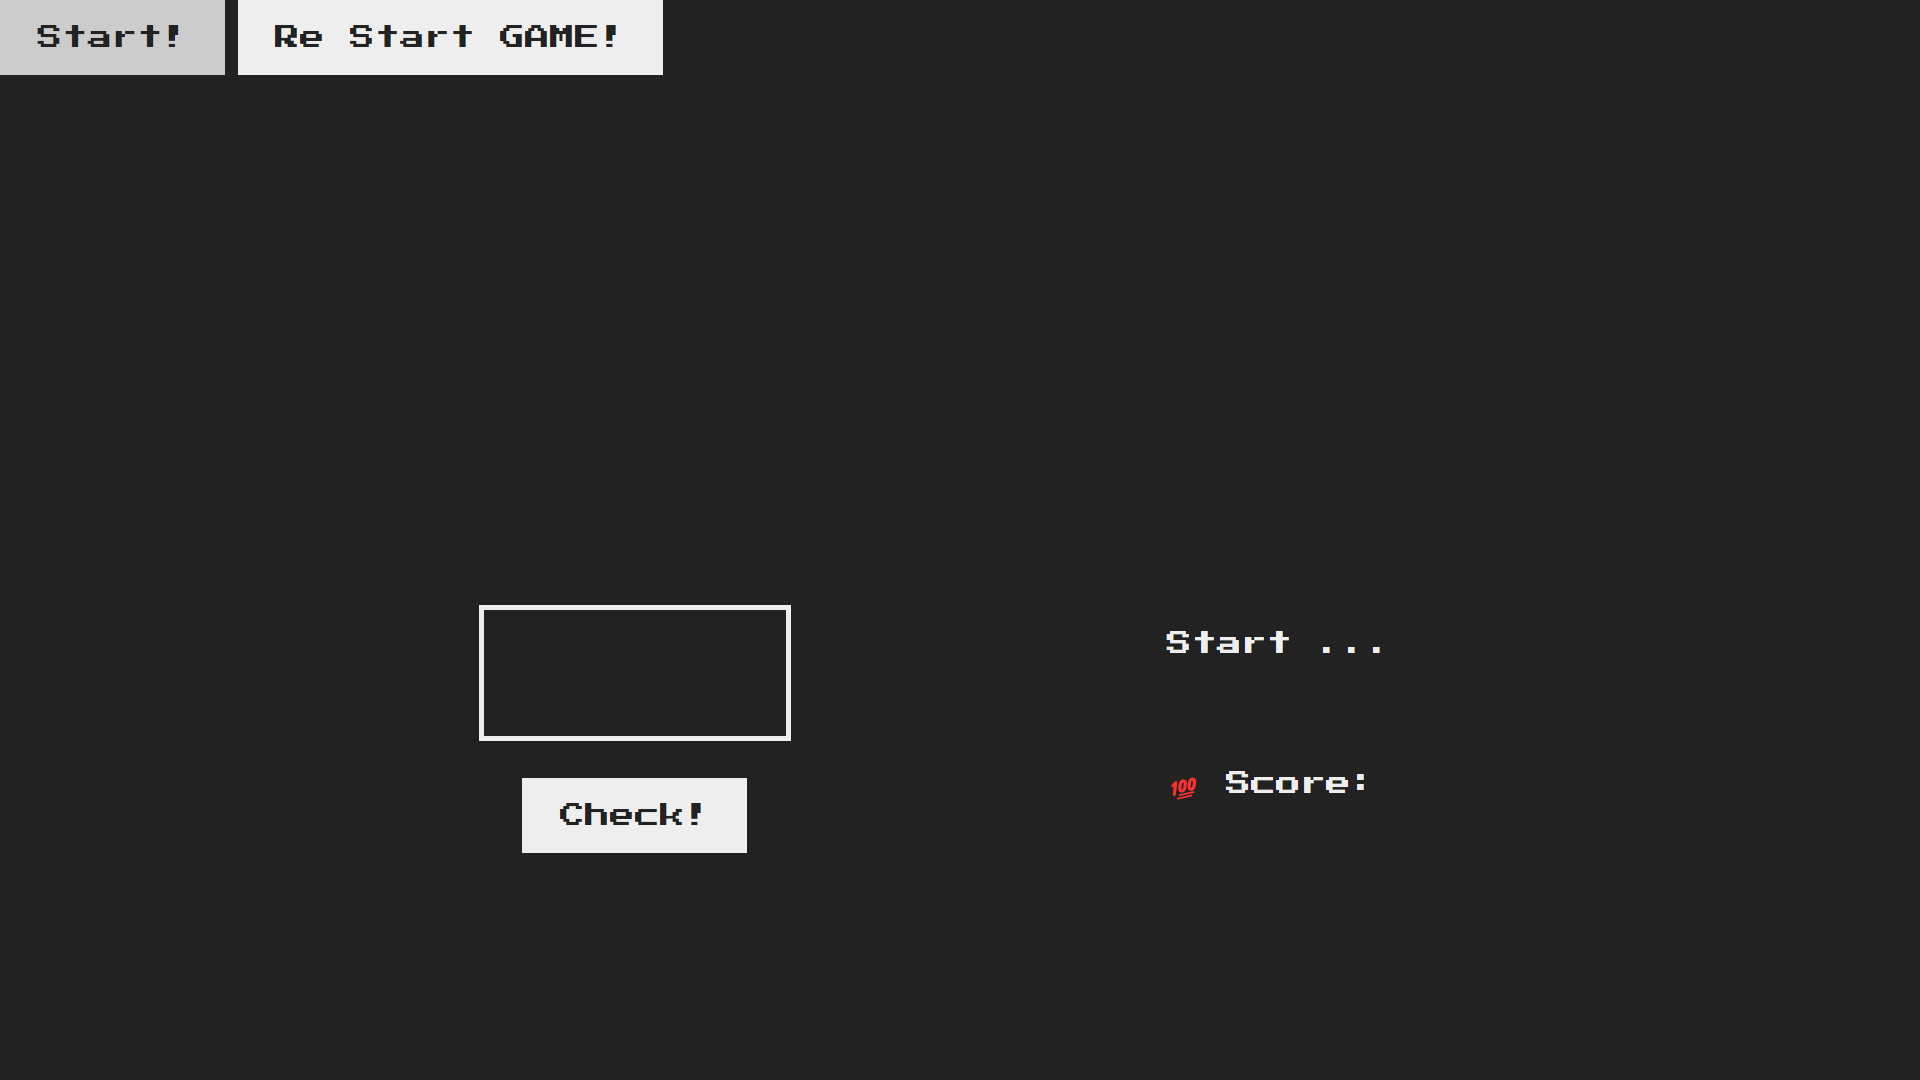 Start!
Re Start GAME!
Start ...
💯 Score:
Check!